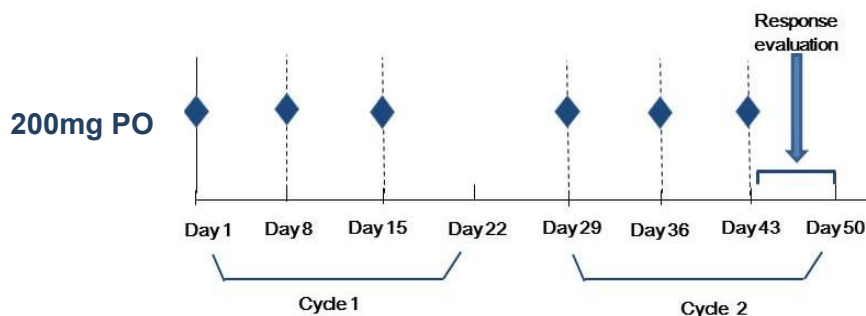 Response
evaluation
200mg PO
Day 1 Day 8 Day 15 Day 22 Day 29 Day 36 Day 43 Day 50
Cycle 1 Cycle 2